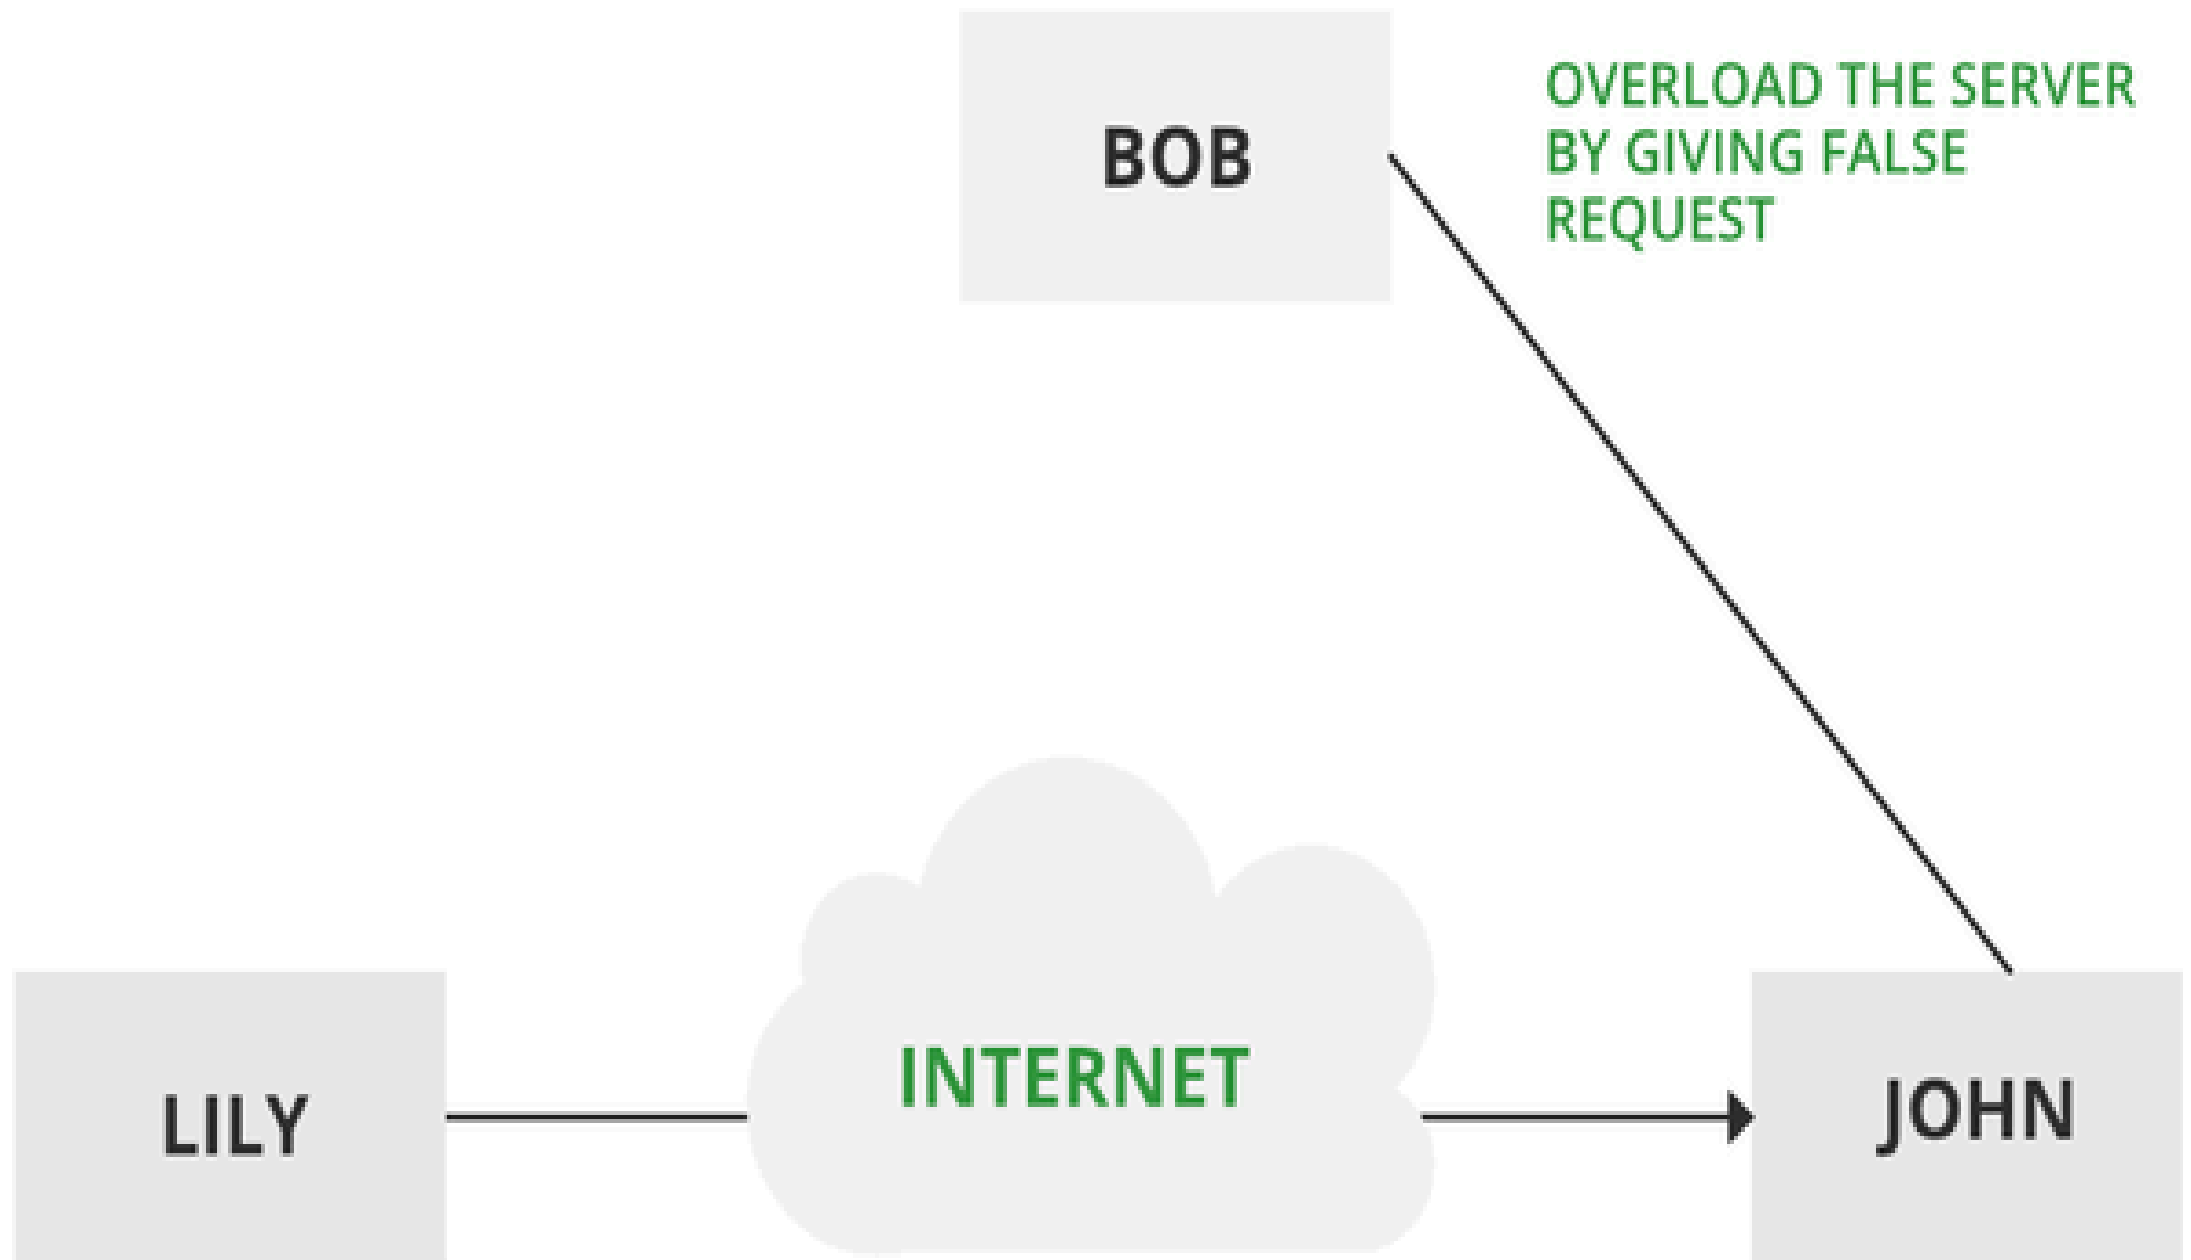 BOB
OVERLOAD THE SERVER
BY GIVING FALSE
REQUEST
INTERNET
LILY
JOHN